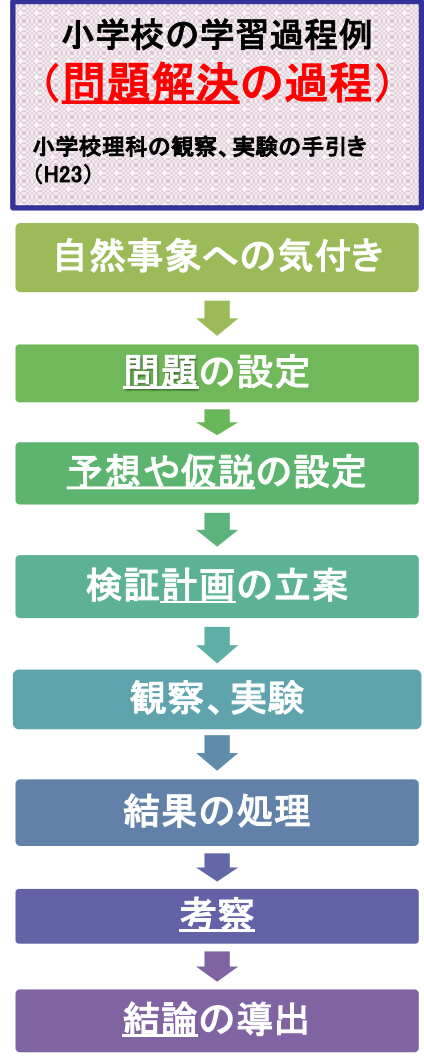 小学校の学習過程例
（問題解決の過程）
小学校理科の観察、実験の手引き
（H23）
自然事象への気付き
問題の設定
予想や仮説の設定
検証計画の立案
観察、実験
結果の処理
考察
結論の導出